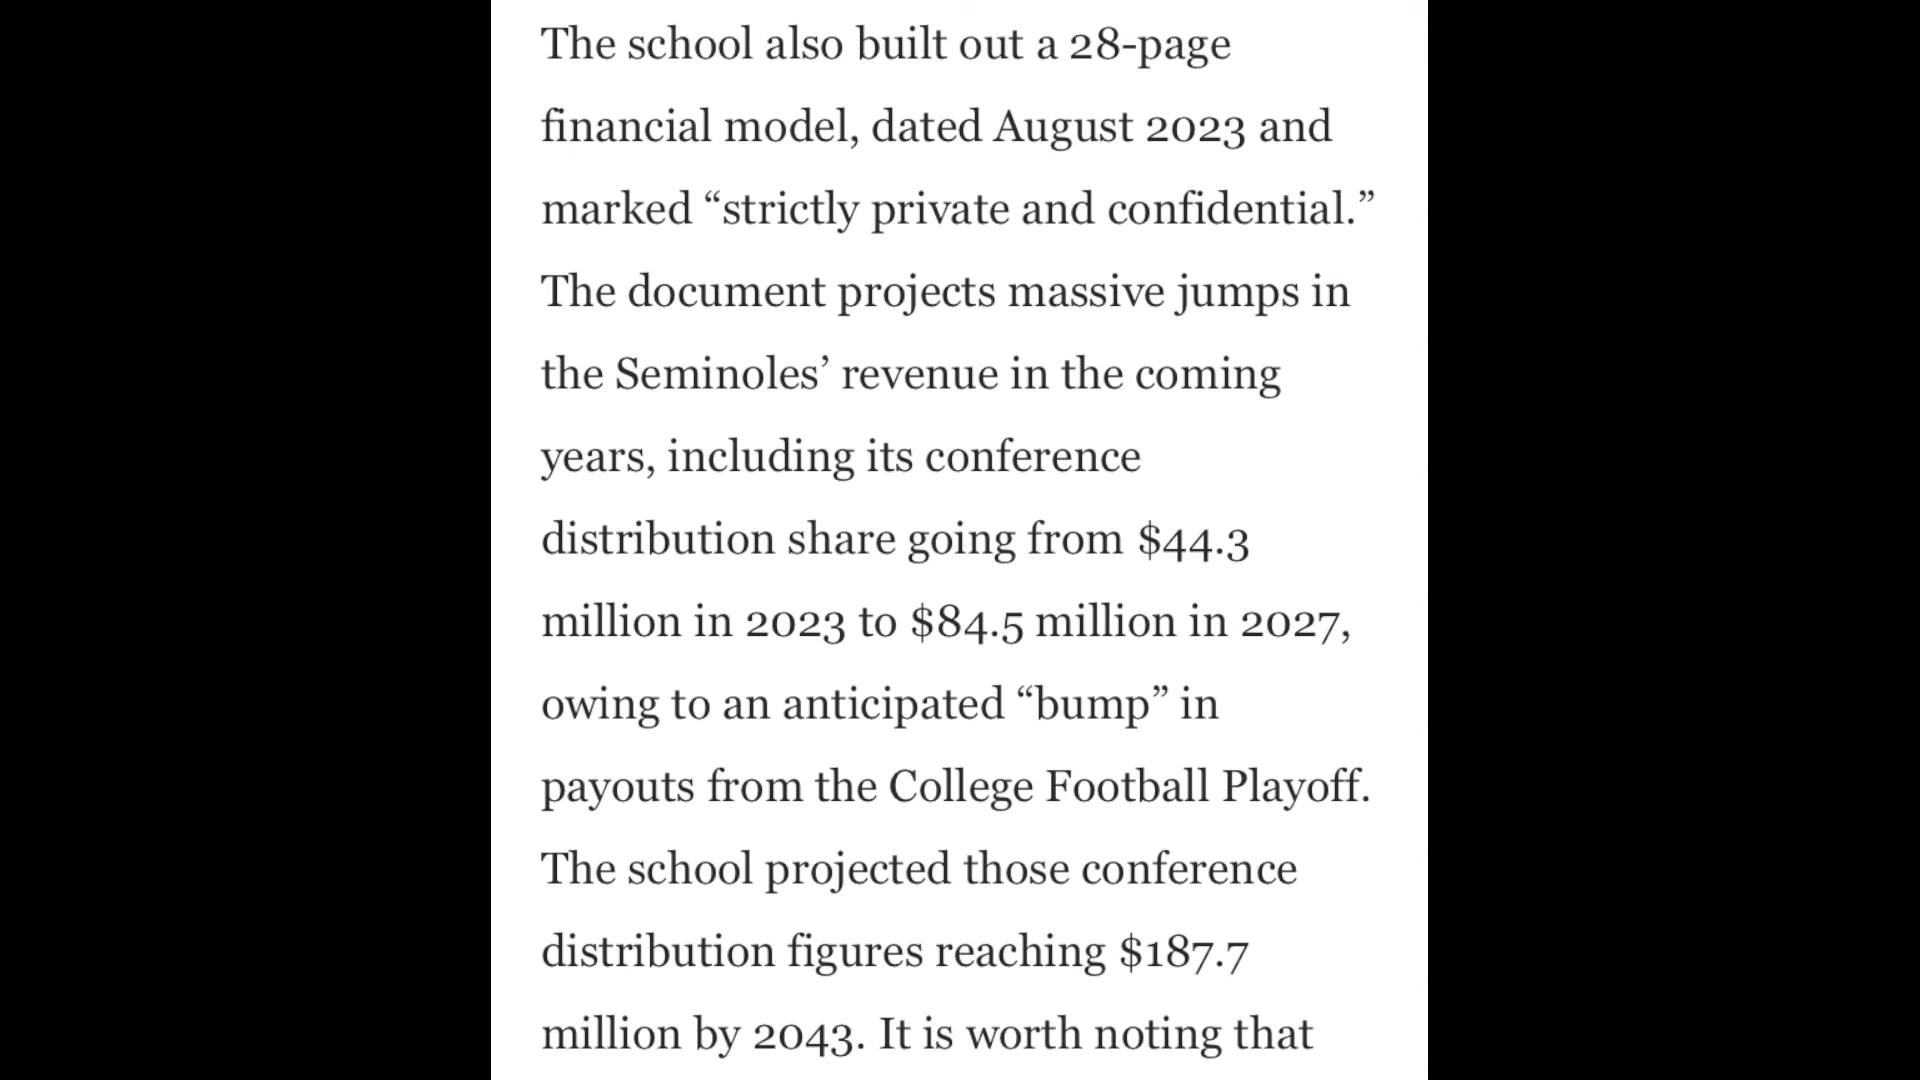 The school also built out a 28-page
financial model, dated August 2023 and
marked “strictly private and confidential.”
The document projects massive jumps in
the Seminoles’ revenue in the coming
years, including its conference
distribution share going from $44.3
million in 2023 to $84.5 million in 2027,
owing to an anticipated “bump” in
payouts from the College Football Playoff.
The school projected those conference
distribution figures reaching $187.7
million by 2043. It is worth noting that